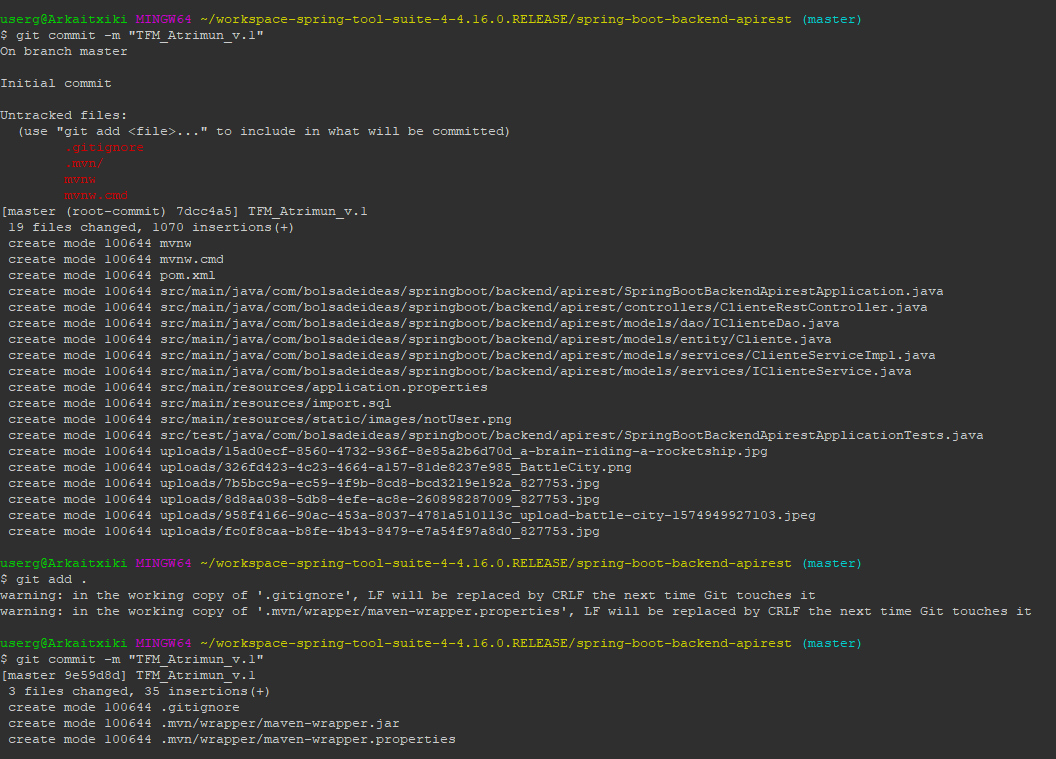 userg@Arkaitxiki MINGW64 ~/workspace-spring-tool-suite-4-4.16.0.RELEASE/spring-boot-backend-apirest (master)
$ git commit -m "TFM_Atrimun_v.1"
On branch master
Initial commit
Untracked files:
  (use "git add <file>..." to include in what will be committed)
        .gitignore
        .mvn/
        mvnw
        mvnw.cmd
[master (root-commit) 7dcc4a5] TFM_Atrimun_v.1
 19 files changed, 1070 insertions(+)
 create mode 100644 mvnw
 create mode 100644 mvnw.cmd
 create mode 100644 pom.xml
 create mode 100644 src/main/java/com/bolsadeideas/springboot/backend/apirest/SpringBootBackendApirestApplication.java
 create mode 100644 src/main/java/com/bolsadeideas/springboot/backend/apirest/controllers/ClienteRestController.java
 create mode 100644 src/main/java/com/bolsadeideas/springboot/backend/apirest/models/dao/IClienteDao.java
 create mode 100644 src/main/java/com/bolsadeideas/springboot/backend/apirest/models/entity/Cliente.java
 create mode 100644 src/main/java/com/bolsadeideas/springboot/backend/apirest/models/services/ClienteServiceImpl.java
 create mode 100644 src/main/java/com/bolsadeideas/springboot/backend/apirest/models/services/IClienteService.java
 create mode 100644 src/main/resources/application.properties
 create mode 100644 src/main/resources/import.sql
 create mode 100644 src/main/resources/static/images/notUser.png
 create mode 100644 src/test/java/com/bolsadeideas/springboot/backend/apirest/SpringBootBackendApirestApplicationTests.java
 create mode 100644 uploads/15ad0ecf-8560-4732-936f-8e85a2b6d70d_a-brain-riding-a-rocketship.jpg
 create mode 100644 uploads/326fd423-4c23-4664-a157-81de8237e985_BattleCity.png
 create mode 100644 uploads/7b5bcc9a-ec59-4f9b-8cd8-bcd3219e192a_827753.jpg
 create mode 100644 uploads/8d8aa038-5db8-4efe-ac8e-260898287009_827753.jpg
 create mode 100644 uploads/958f4166-90ac-453a-8037-4781a510113c_upload-battle-city-1574949927103.jpeg
 create mode 100644 uploads/fc0f8caa-b8fe-4b43-8479-e7a54f97a8d0_827753.jpg
userg@Arkaitxiki MINGW64 ~/workspace-spring-tool-suite-4-4.16.0.RELEASE/spring-boot-backend-apirest (master)
$ git add .
warning: in the working copy of '.gitignore', LF will be replaced by CRLF the next time Git touches it
warning: in the working copy of '.mvn/wrapper/maven-wrapper.properties', LF will be replaced by CRLF the next time Git touches it
userg@Arkaitxiki MINGW64 ~/workspace-spring-tool-suite-4-4.16.0.RELEASE/spring-boot-backend-apirest (master)
$ git commit -m "TFM_Atrimun_v.1"
[master 9e59d8d] TFM_Atrimun_v.1
 3 files changed, 35 insertions(+)
 create mode 100644 .gitignore
 create mode 100644 .mvn/wrapper/maven-wrapper.jar
 create mode 100644 .mvn/wrapper/maven-wrapper.properties